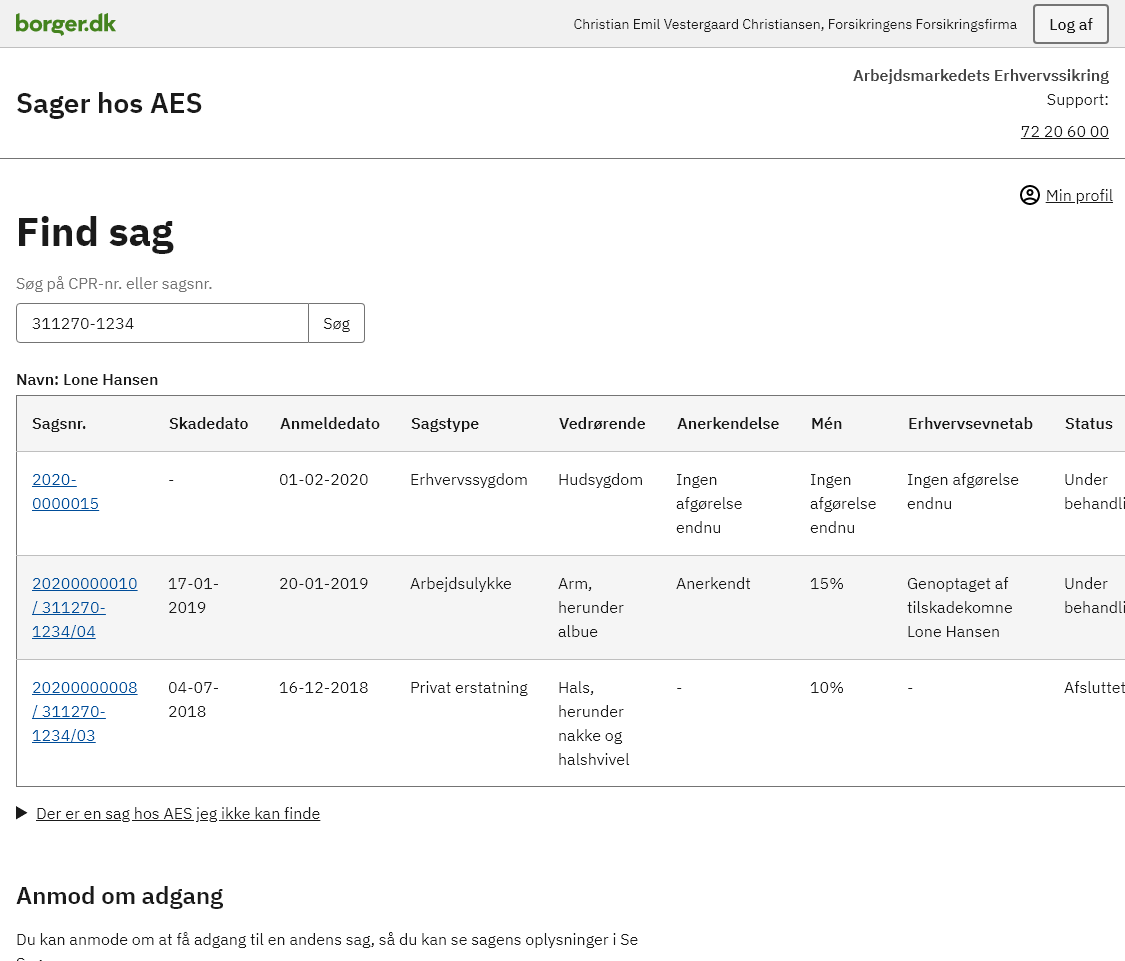 borger.dk
Christian Emil Vestergaard Christiansen, Forsikringens Forsikringsfirma
Log af
Sager hos AES
Arbejdsmarkedets Erhvervssikring
Support:
72 20 60 00
Min profil
Find sag
Søg på CPR-nr. eller sagsnr.
311270-1234 Søg
Navn: Lone Hansen
Sagsnr. Skadedato Anmeldedato Sagstype Vedrørende Anerkendelse Mén Erhvervsevnetab Status
2020- - 01-02-2020 Erhvervssygdom Hudsygdom Ingen Ingen Ingen afgørelse Under
0000015 afgørelse afgørelse endnu behandli
endnu endnu
20200000010 17-01- 20-01-2019 Arbejdsulykke Arm, Anerkendt 15% Genoptaget af Under
/ 311270- 2019 herunder tilskadekomne behandli
1234/04 albue Lone Hansen
20200000008 04-07- 16-12-2018 Privat erstatning Hals, - 10% - Afsluttet
/ 311270- 2018 herunder
1234/03 nakke og
halshvivel
Der er en sag hos AES jeg ikke kan finde
Anmod om adgang
Du kan anmode om at få adgang til en andens sag, så du kan se sagens oplysninger i Se